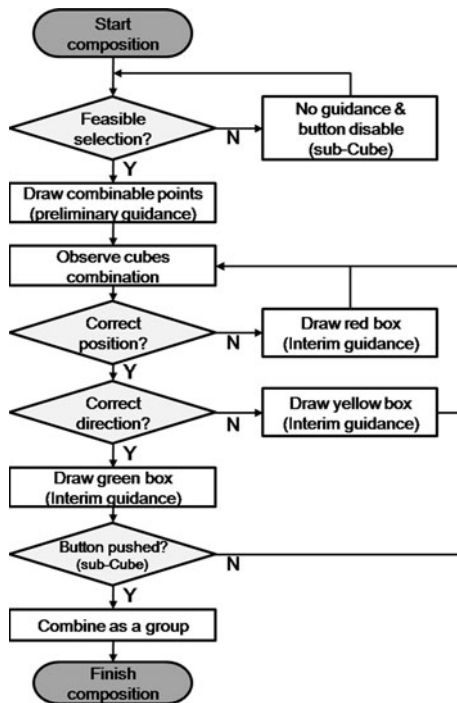 Start
composition
Feasible
selection?
N
No guidance &
button disable
(sub-Cube)
Y
Draw combinable points
(preliminary guidance)
Observe cubes
combination
Correct
position?
N
Draw red box
(Interim guidance)
Y
Correct
direction?
N
Draw yellow box
(Interim guidance)
Y
Draw green box
(Interim guidance)
Button pushed?
(sub-Cube)
N
Y
Combine as a group
Finish
composition